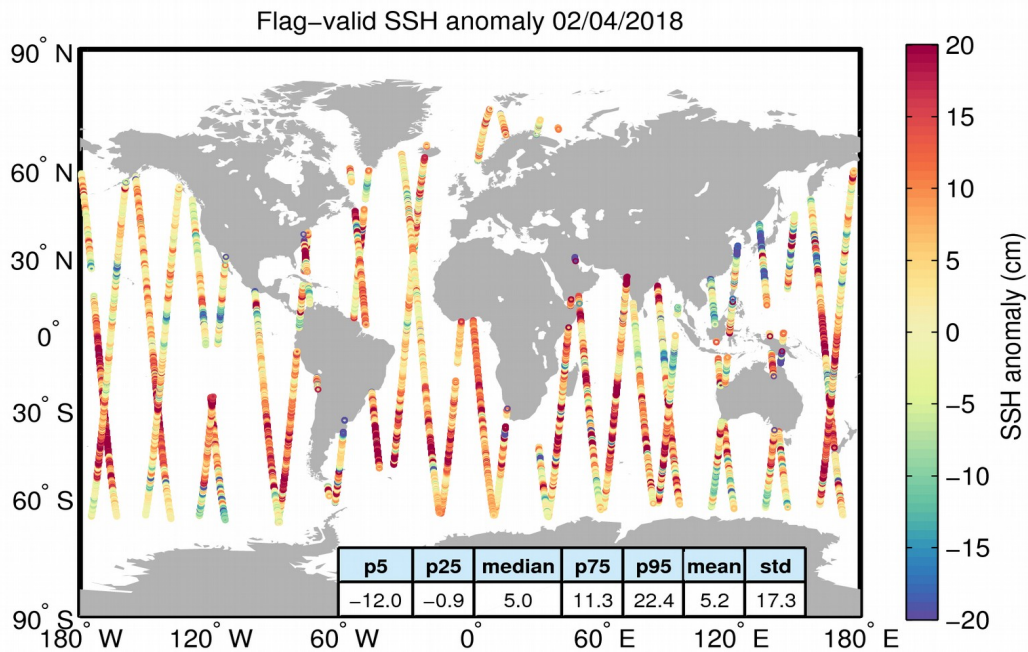 Flag−valid SSH anomaly 02/04/2018
90° N
60° N
30° N
0°
30° S
60° S
90° S
180° W
120° W
60° W
0°
60° E
120° E
180° E
p5 p25 median p75 p95 mean std
−12.0 −0.9 5.0 11.3 22.4 5.2 17.3
20
15
10
5
0
−5
−10
−15
−20
SSH anomaly (cm)